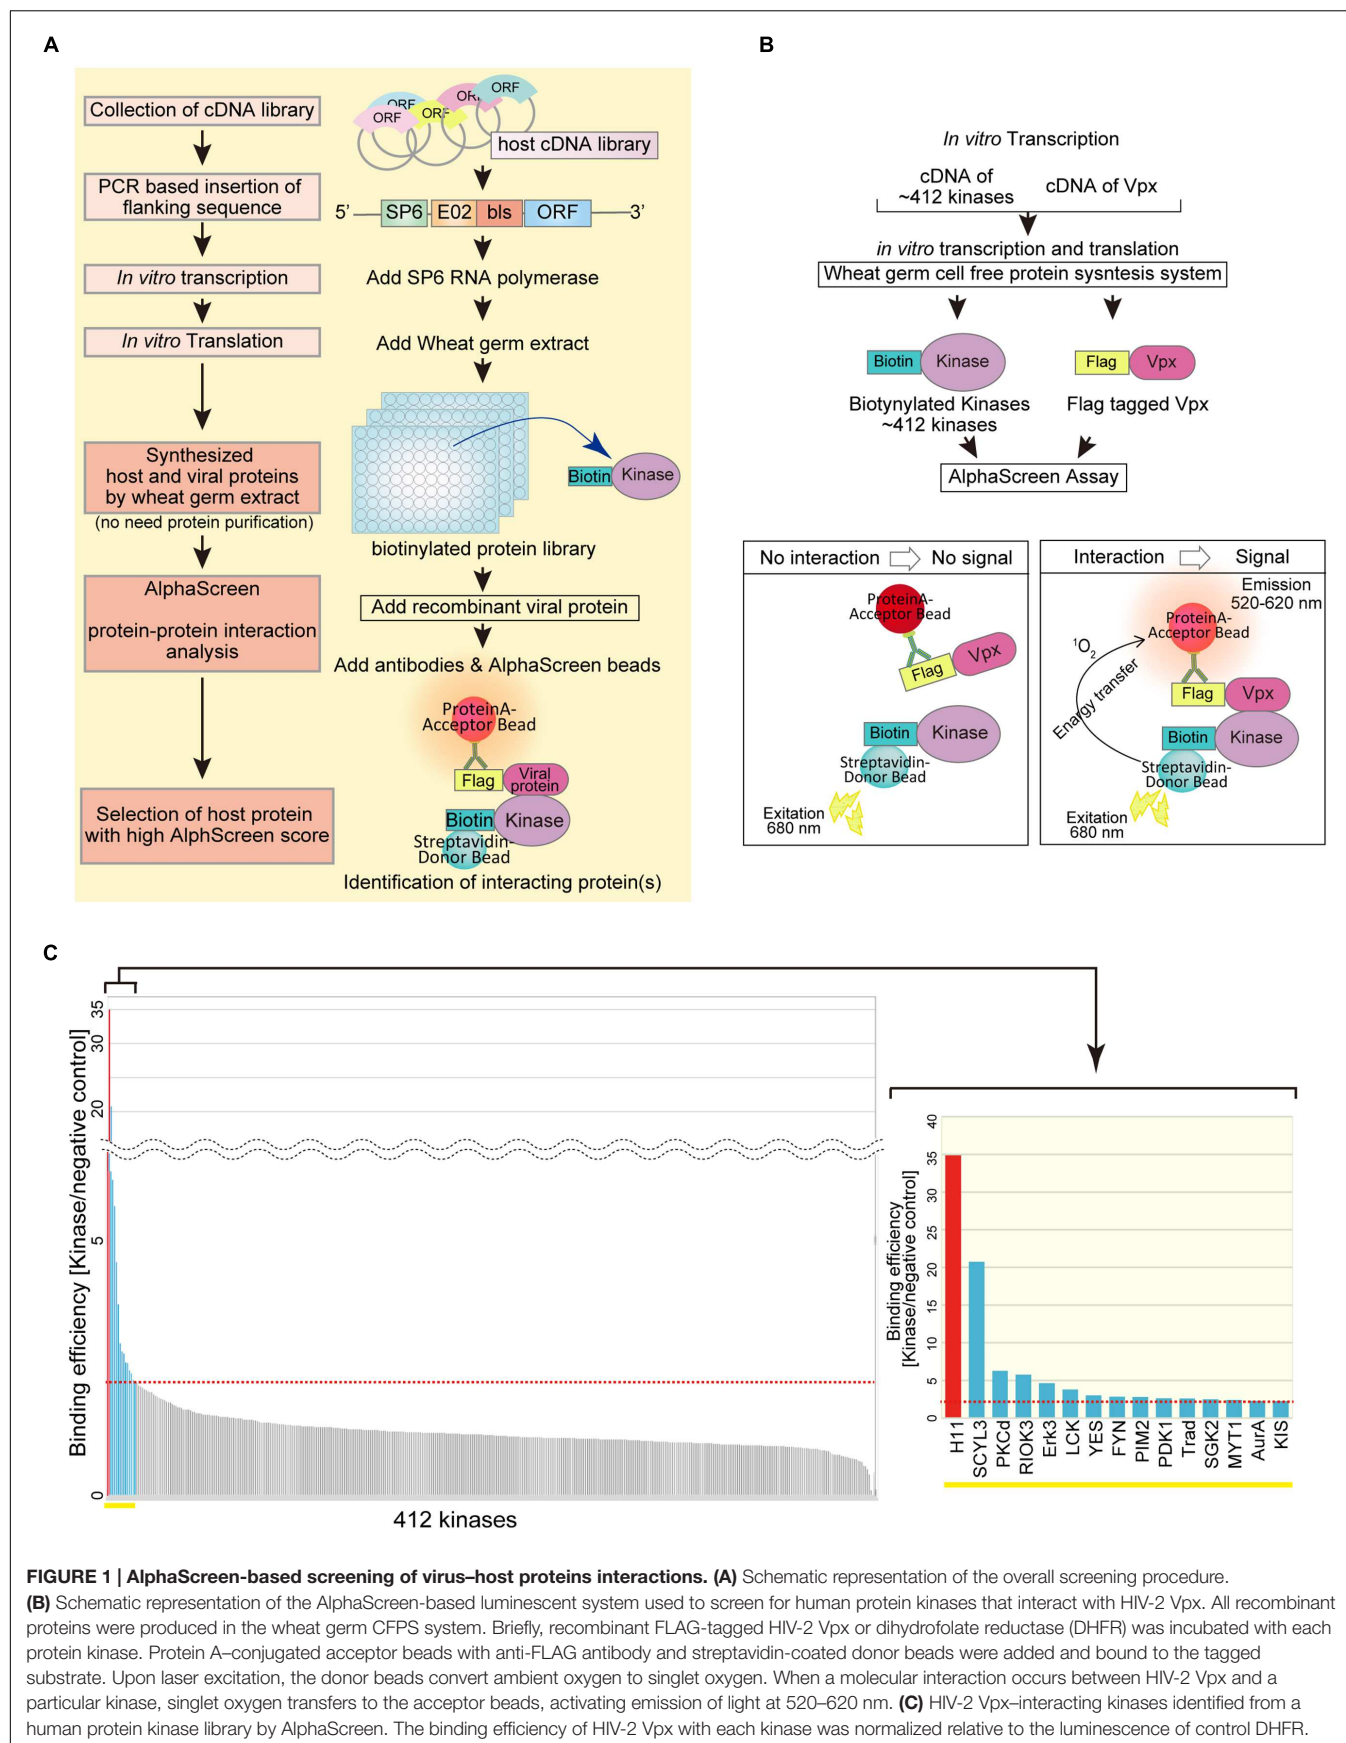 A
Collection of cDNA library
PCR based insertion of
flanking sequence
In vitro transcription
In vitro Translation
Synthesized
host and viral proteins
by wheat germ extract
(no need protein purification)
AlphaScreen
protein-protein interaction
analysis
Selection of host protein
with high AlphScreen score
ORF
ORF
ORF
ORF
ORF
host cDNA library
5’
SP6
E02
bls
ORF
3’
Add SP6 RNA polymerase
Add Wheat germ extract
Biotin
Kinase
biotinylated protein library
Add recombinant viral protein
Add antibodies & AlphaScreen beads
ProteinA-
Acceptor Bead
Flag
Viral
protein
Biotin
Kinase
Streptavidin-
Donor Bead
Identification of interacting protein(s)
B
In vitro Transcription
cDNA of
~412 kinases
cDNA of Vpx
in vitro transcription and translation
Wheat germ cell free protein sysntesis system
Biotin
Kinase
Flag
Vpx
Biotynylated Kinases
~412 kinases
Flag tagged Vpx
AlphaScreen Assay
No interaction
No signal
ProteinA-
Acceptor Bead
Flag
Vpx
Biotin
Kinase
Streptavidin-
Donor Bead
Exitation
680 nm
Interaction
Signal
Emission
520-620 nm
ProteinA-
Acceptor Bead
1O2
Energy transfer
Flag
Vpx
Biotin
Kinase
Streptavidin-
Donor Bead
Exitation
680 nm
C
Binding efficiency [Kinase/negative control]
35
30
20
5
0
412 kinases
Binding efficiency
[Kinase/negative control]
40
35
30
25
20
15
10
5
0
H11
SCYL3
PKCd
RIOK3
Erk3
LCK
YES
FYN
PIM2
PDK1
Trad
SGK2
MYT1
AurA
KIS
FIGURE 1 | AlphaScreen-based screening of virus–host proteins interactions. (A) Schematic representation of the overall screening procedure.
(B) Schematic representation of the AlphaScreen-based luminescent system used to screen for human protein kinases that interact with HIV-2 Vpx. All recombinant
proteins were produced in the wheat germ CFPS system. Briefly, recombinant FLAG-tagged HIV-2 Vpx or dihydrofolate reductase (DHFR) was incubated with each
protein kinase. Protein A–conjugated acceptor beads with anti-FLAG antibody and streptavidin-coated donor beads were added and bound to the tagged
substrate. Upon laser excitation, the donor beads convert ambient oxygen to singlet oxygen. When a molecular interaction occurs between HIV-2 Vpx and a
particular kinase, singlet oxygen transfers to the acceptor beads, activating emission of light at 520–620 nm. (C) HIV-2 Vpx–interacting kinases identified from a
human protein kinase library by AlphaScreen. The binding efficiency of HIV-2 Vpx with each kinase was normalized relative to the luminescence of control DHFR.